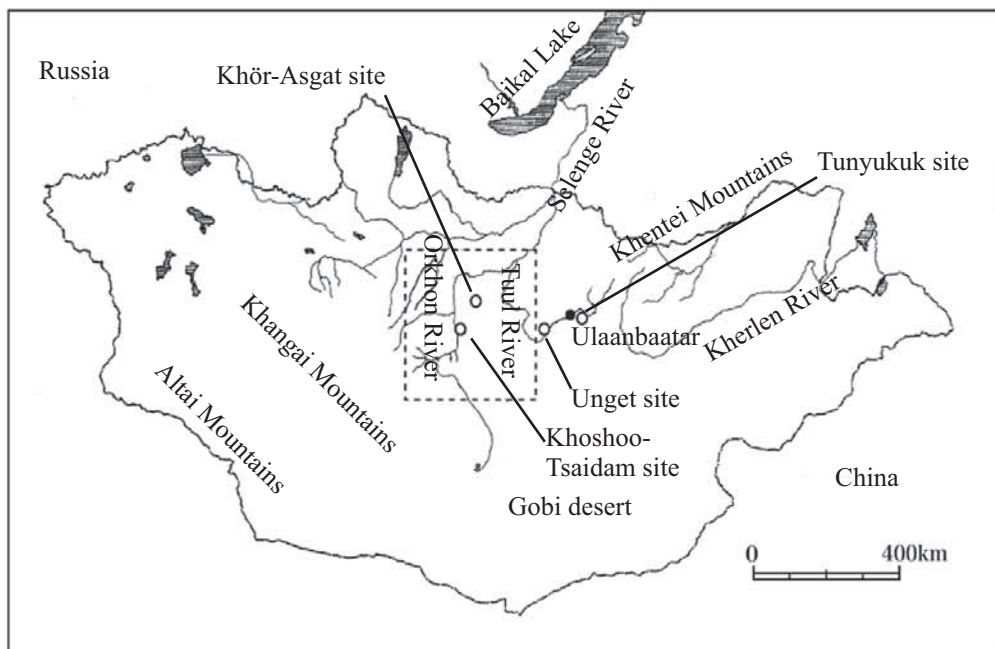 Russia
Khör-Asgat site
Baikal Lake
Selenge River
Tunyukuk site
Khentei Mountains
Orkhon River
Tuul River
Ulaanbaatar
Kherlen River
Khangai Mountains
Altai Mountains
Unget site
Khoshoo-
Tsaidam site
China
Gobi desert
0 400km